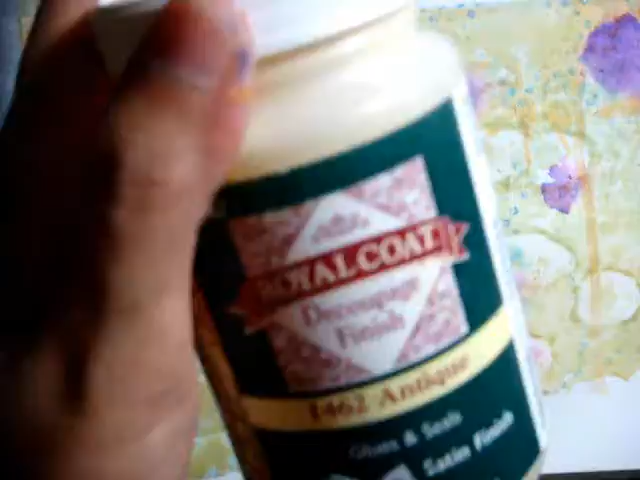 ROYAL COAT
Decoupage
Finish
1462 Antique
Glues & Seals
Satin Finish